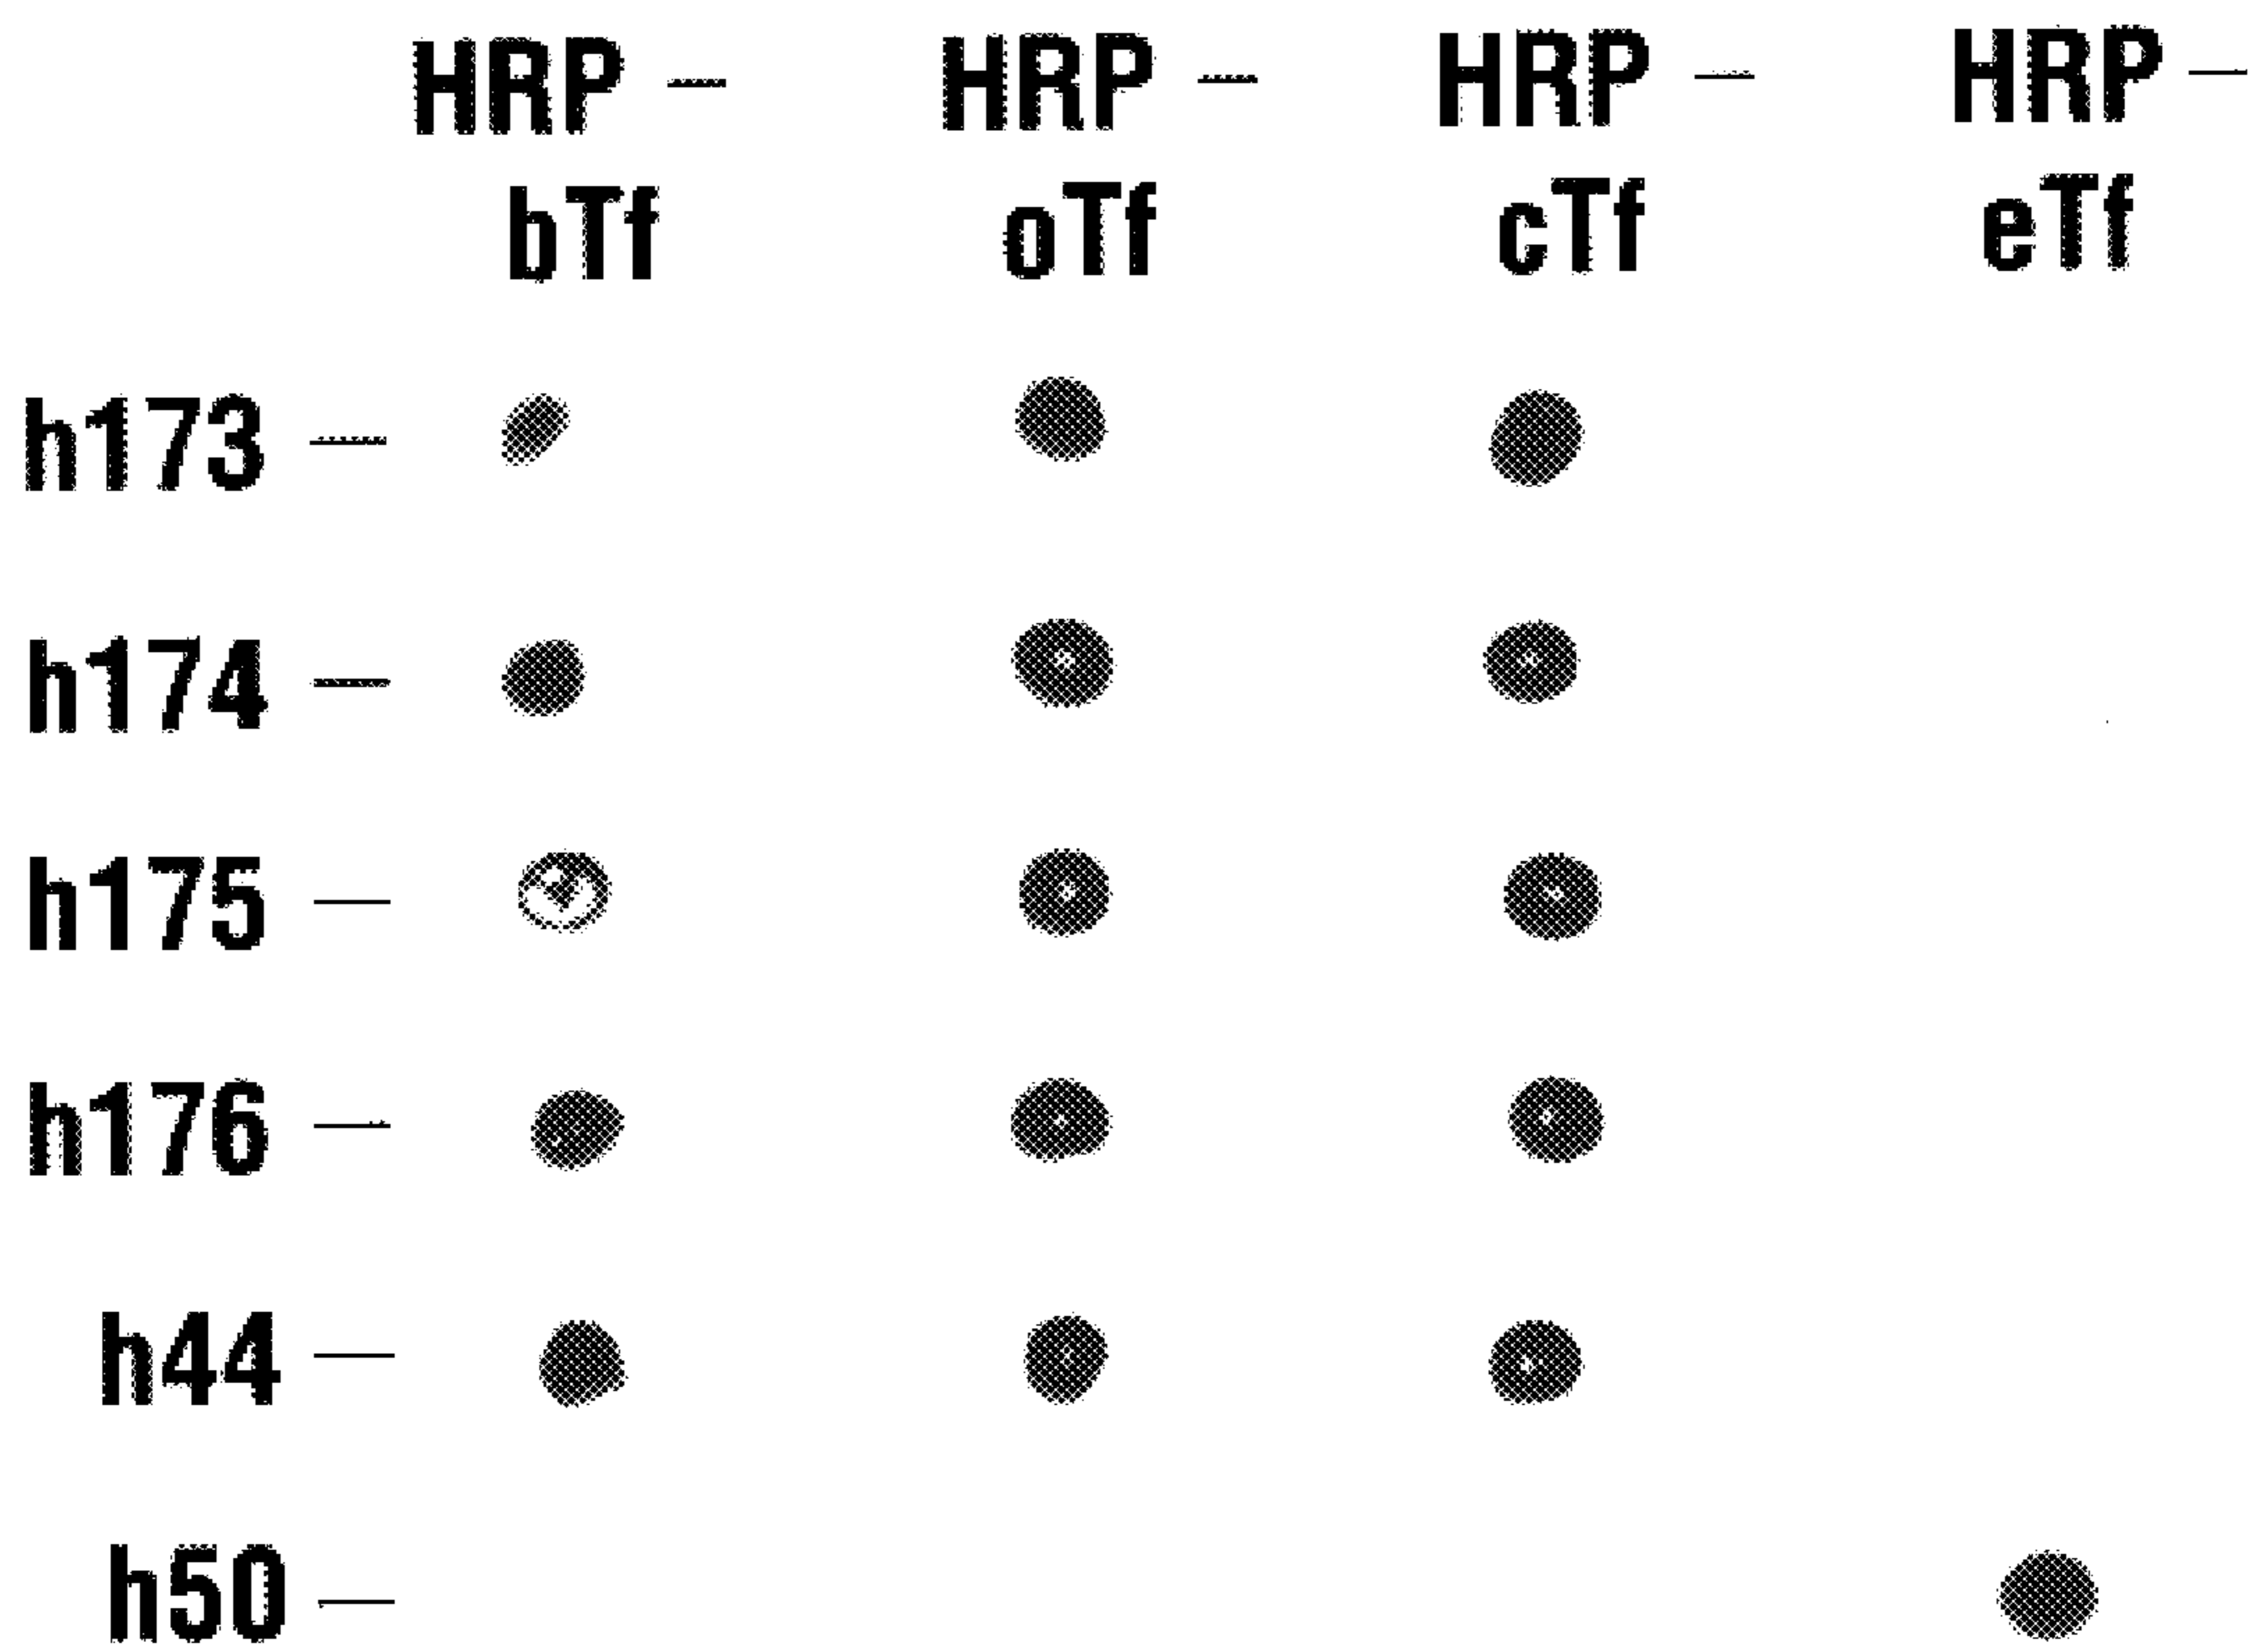 HRP – HRP – HRP – HRP –
bTf oTf cTf eTf
h173 —
h174 —
h175 —
h176 —
h44 —
h50 —